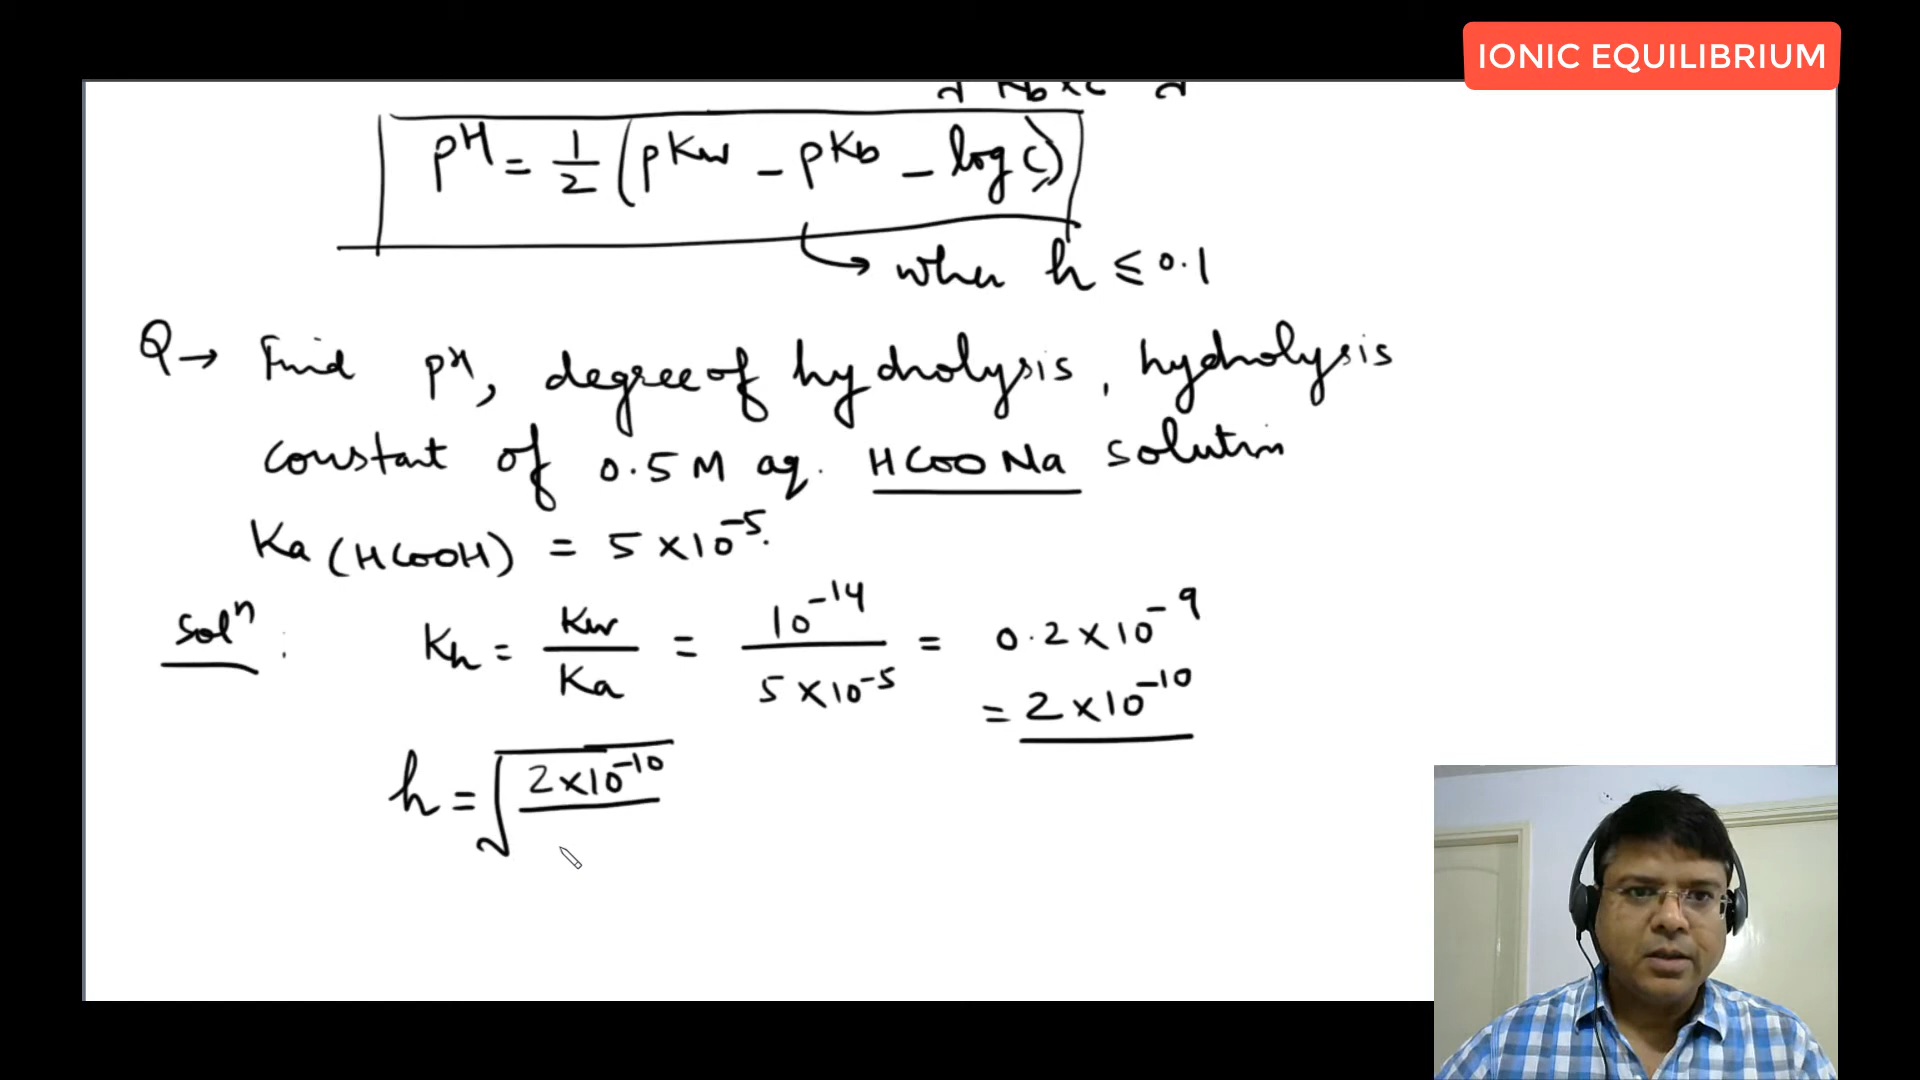 IONIC EQUILIBRIUM
pH = 1/2 (pKw - pKb - log c)
when h ≤ 0.1
Q → Find pH, degree of hydrolysis, hydrolysis
constant of 0.5 M aq. HCOONa solution
Ka (HCOOH) = 5 × 10⁻⁵.
Solⁿ : Kh = Kw/Ka = 10⁻¹⁴/5 × 10⁻⁵ = 0.2 × 10⁻⁹
= 2 × 10⁻¹⁰
h = √2 × 10⁻¹⁰